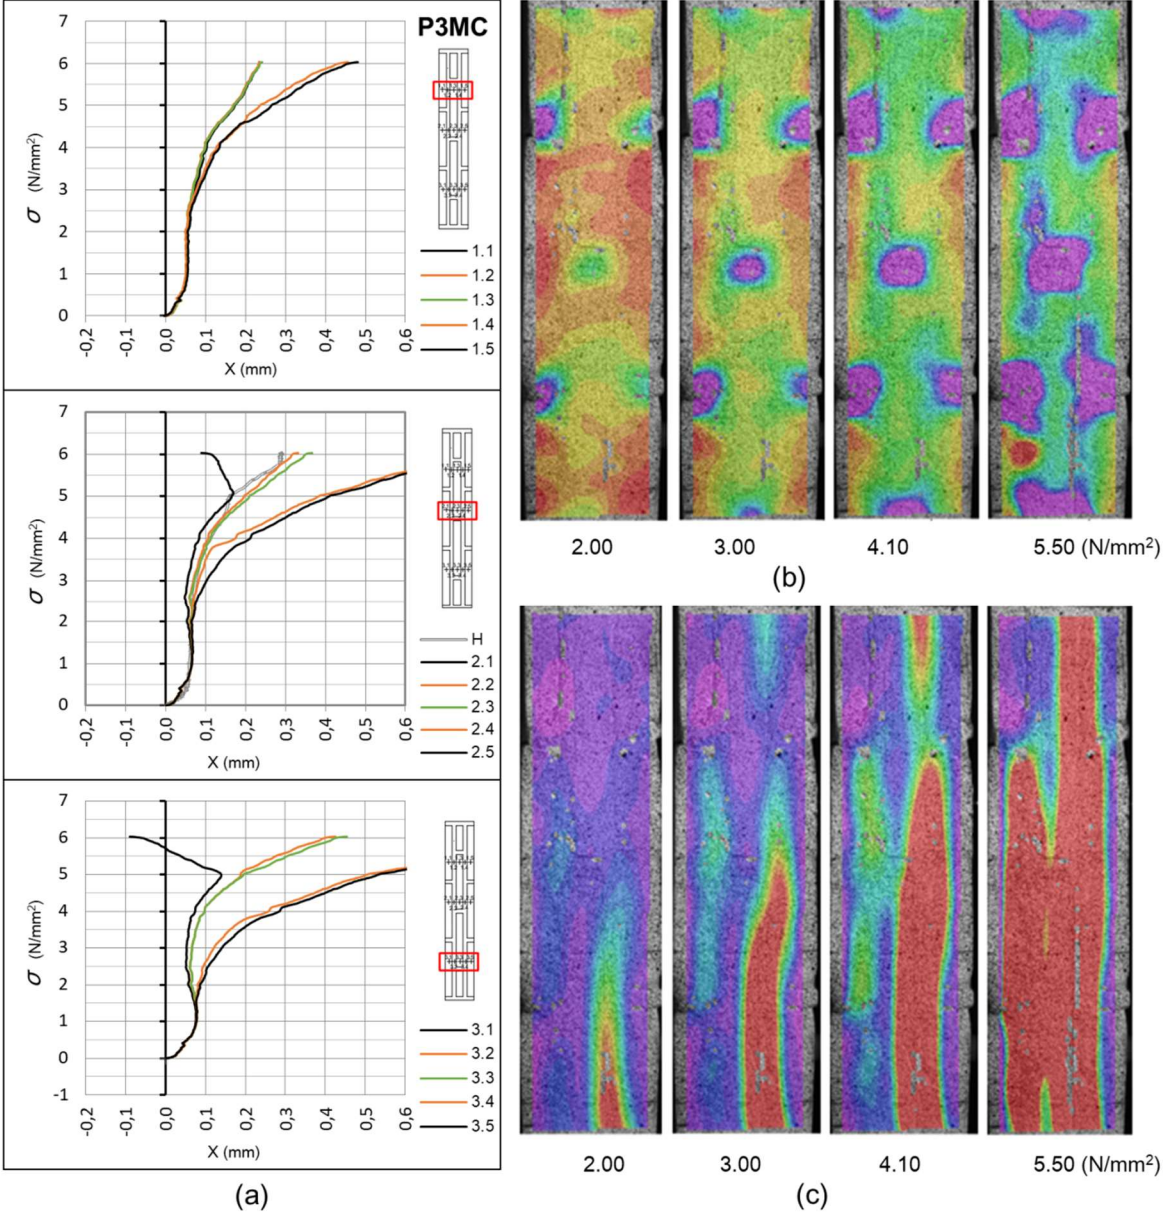 P3MC
7
6
5
4
3
2
1
0
σ (N/mm²)
-0,2 -0,1 0,0 0,1 0,2 0,3 0,4 0,5 0,6
X (mm)
1.1
1.2
1.3
1.4
1.5
7
6
5
4
3
2
1
0
σ (N/mm²)
-0,2 -0,1 0,0 0,1 0,2 0,3 0,4 0,5 0,6
X (mm)
H
2.1
2.2
2.3
2.4
2.5
7
6
5
4
3
2
1
0
-1
σ (N/mm²)
-0,2 -0,1 0,0 0,1 0,2 0,3 0,4 0,5 0,6
X (mm)
3.1
3.2
3.3
3.4
3.5
(a)
2.00 3.00 4.10 5.50 (N/mm²)
(b)
2.00 3.00 4.10 5.50 (N/mm²)
(c)